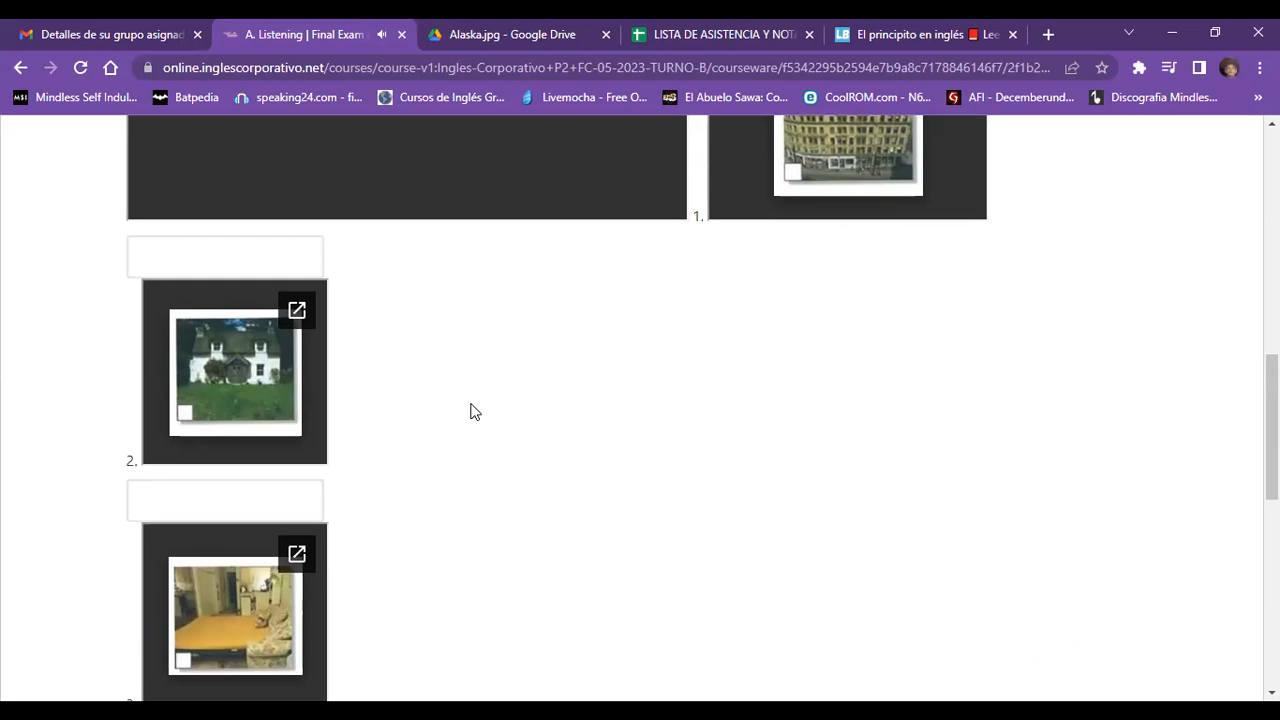 Detalles de su grupo asignad
A. Listening | Final Exam
Alaska.jpg - Google Drive
LISTA DE ASISTENCIA Y NOTA
El principito en inglés 📕 Lee
online.inglescorporativo.net/courses/course-v1:Ingles-Corporativo+P2+FC-05-2023-TURNO-B/courseware/f5342295b2594e7b9a8c7178846146f7/2f1b2...
Mindless Self Indul...
Batpedia
speaking24.com - fi...
Cursos de Inglés Gr...
Livemocha - Free O...
El Abuelo Sawa: Co...
CoolROM.com - N6...
AFI - Decemberund...
Discografia Mindles...
»
1.
2.